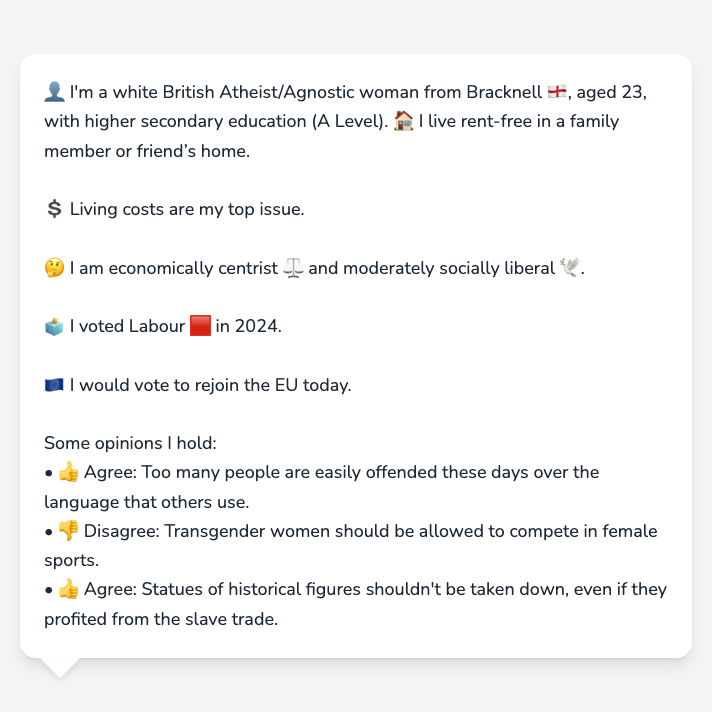 👤 I'm a white British Atheist/Agnostic woman from Bracknell 🏴󠁧󠁢󠁥󠁮󠁧󠁿, aged 23,
with higher secondary education (A Level). 🏠 I live rent-free in a family
member or friend’s home.
💲 Living costs are my top issue.
🤔 I am economically centrist ⚖️ and moderately socially liberal 🕊️.
🗳️ I voted Labour 🟥 in 2024.
🇪🇺 I would vote to rejoin the EU today.
Some opinions I hold:
• 👍 Agree: Too many people are easily offended these days over the
language that others use.
• 👎 Disagree: Transgender women should be allowed to compete in female
sports.
• 👍 Agree: Statues of historical figures shouldn't be taken down, even if they
profited from the slave trade.